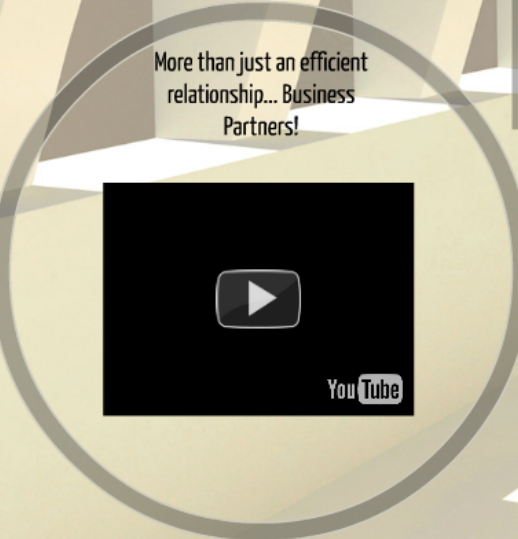 More than just an efficient
relationship... Business
Partners!
YouTube